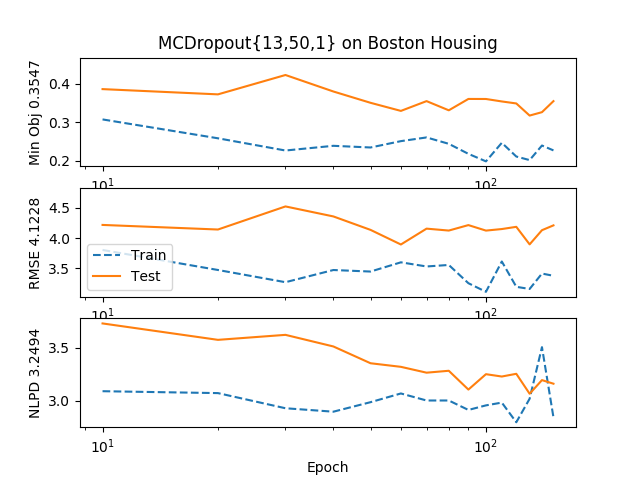 MCDropout{13,50,1} on Boston Housing
Min Obj 0.3547
0.4
0.3
0.2
10¹
10²
RMSE 4.1228
4.5
4.0
3.5
Train
Test
10¹
10²
NLPD 3.2494
3.5
3.0
10¹
10²
Epoch